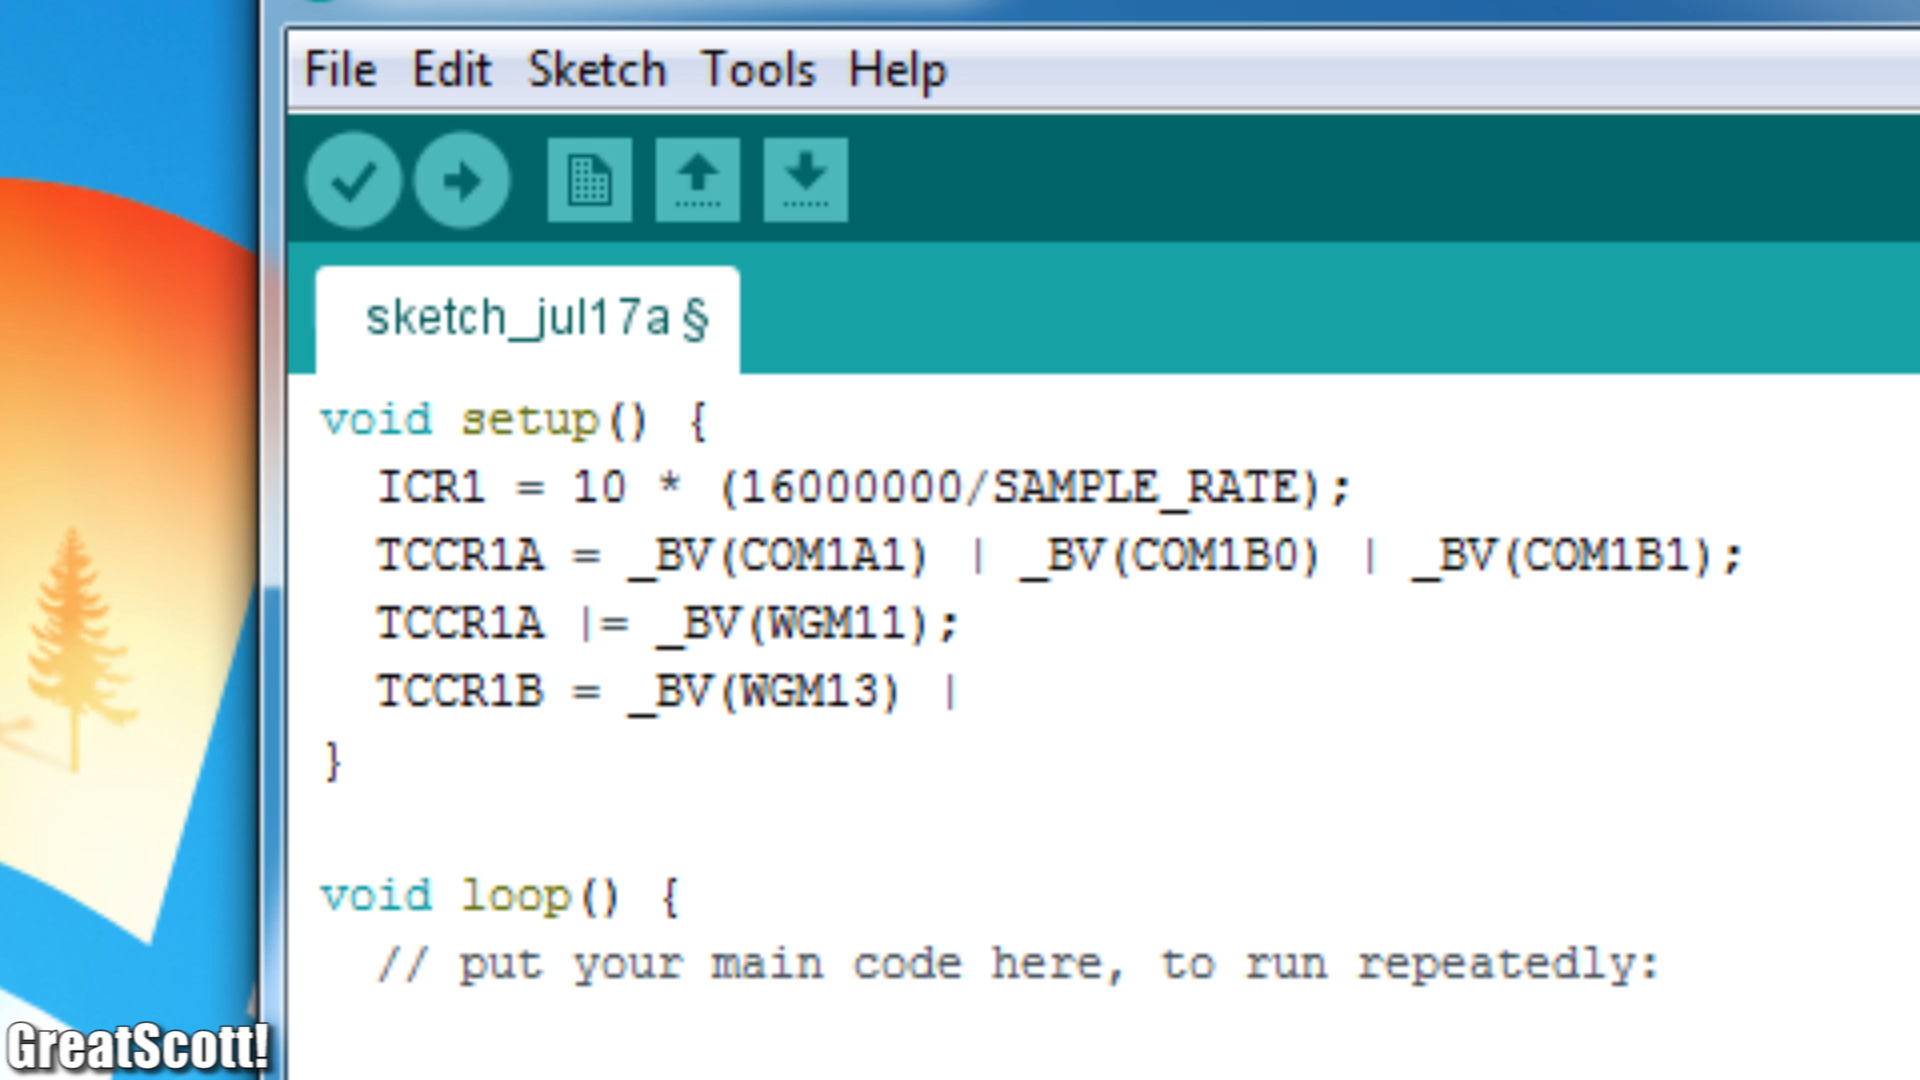 File Edit Sketch Tools Help
sketch_jul17a §
void setup() {
ICR1 = 10 * (16000000/SAMPLE_RATE);
TCCR1A = _BV(COM1A1) | _BV(COM1B0) | _BV(COM1B1);
TCCR1A |= _BV(WGM11);
TCCR1B = _BV(WGM13) |
}
void loop() {
// put your main code here, to run repeatedly:
GreatScott!